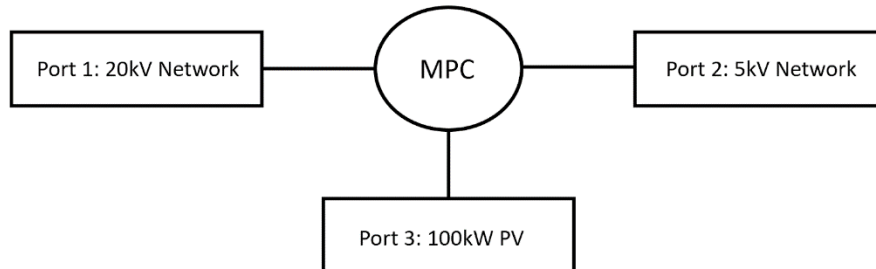 Port 1: 20kV Network
MPC
Port 2: 5kV Network
Port 3: 100kW PV